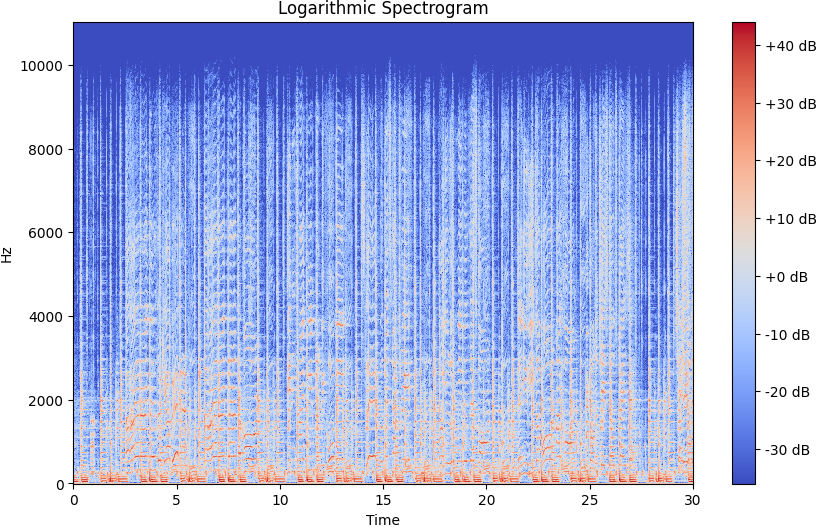 Logarithmic Spectrogram
Hz
10000
8000
6000
4000
2000
0
0 5 10 15 20 25 30
Time
+40 dB
+30 dB
+20 dB
+10 dB
+0 dB
-10 dB
-20 dB
-30 dB